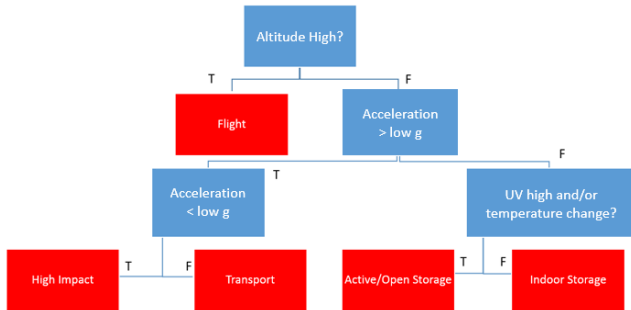 Altitude High?
T
F
Flight
Acceleration
> low g
T
F
Acceleration
< low g
UV high and/or
temperature change?
High Impact
T
F
Transport
Active/Open Storage
T
F
Indoor Storage